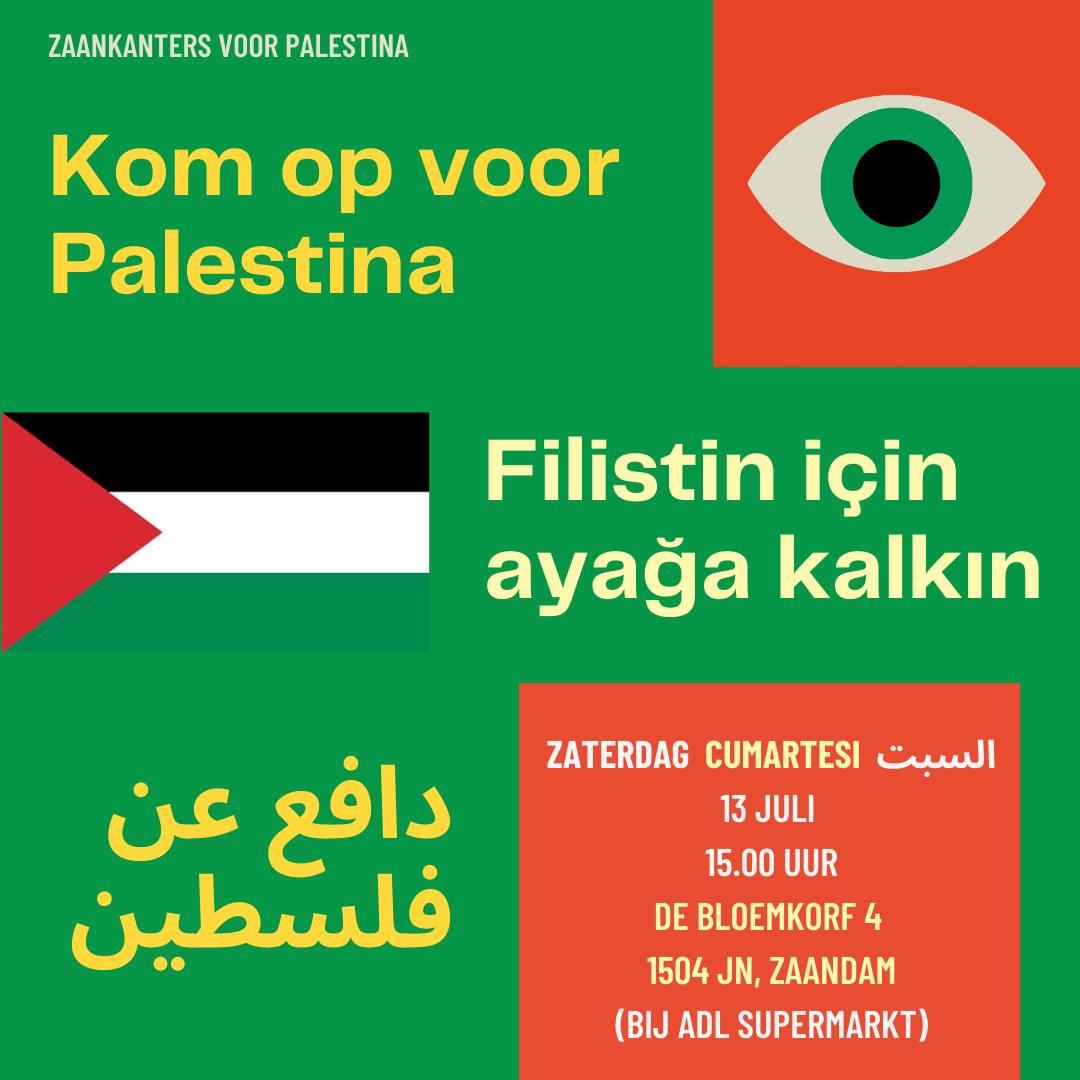 ZAANKANTERS VOOR PALESTINA
Kom op voor
Palestina
Filistin için
ayağa kalkın
دافع عن
فلسطين
ZATERDAG CUMARTESI السبت
13 JULI
15.00 UUR
DE BLOEMKORF 4
1504 JN, ZAANDAM
(BIJ ADL SUPERMARKT)